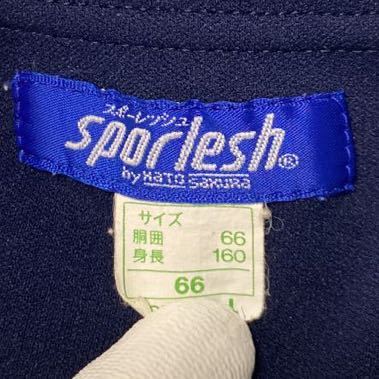 スポーレッシュ
sporlesh®
by KATO SAKURA
サイズ
胴囲 66
身長 160
66